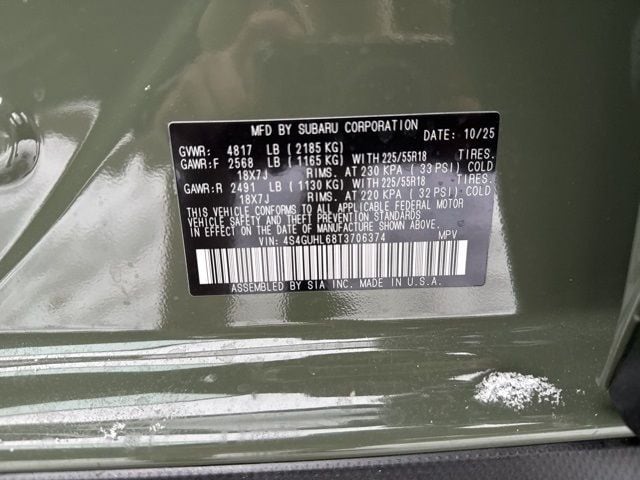 MFD BY SUBARU CORPORATION DATE: 10/25
GVWR: 4817 LB (2185 KG)
GAWR:F 2568 LB (1165 KG) WITH 225/55R18 TIRES.
18X7J RIMS. AT 230 KPA ( 33 PSI) COLD
GAWR:R 2491 LB (1130 KG) WITH 225/55R18 TIRES.
18X7J RIMS. AT 220 KPA ( 32 PSI) COLD
THIS VEHICLE CONFORMS TO ALL APPLICABLE FEDERAL MOTOR
VEHICLE SAFETY AND THEFT PREVENTION STANDARDS
IN EFFECT ON THE DATE OF MANUFACTURE SHOWN ABOVE.
VIN: 4S4GUHL68T3706374 MPV
ASSEMBLED BY SIA INC. MADE IN U.S.A.